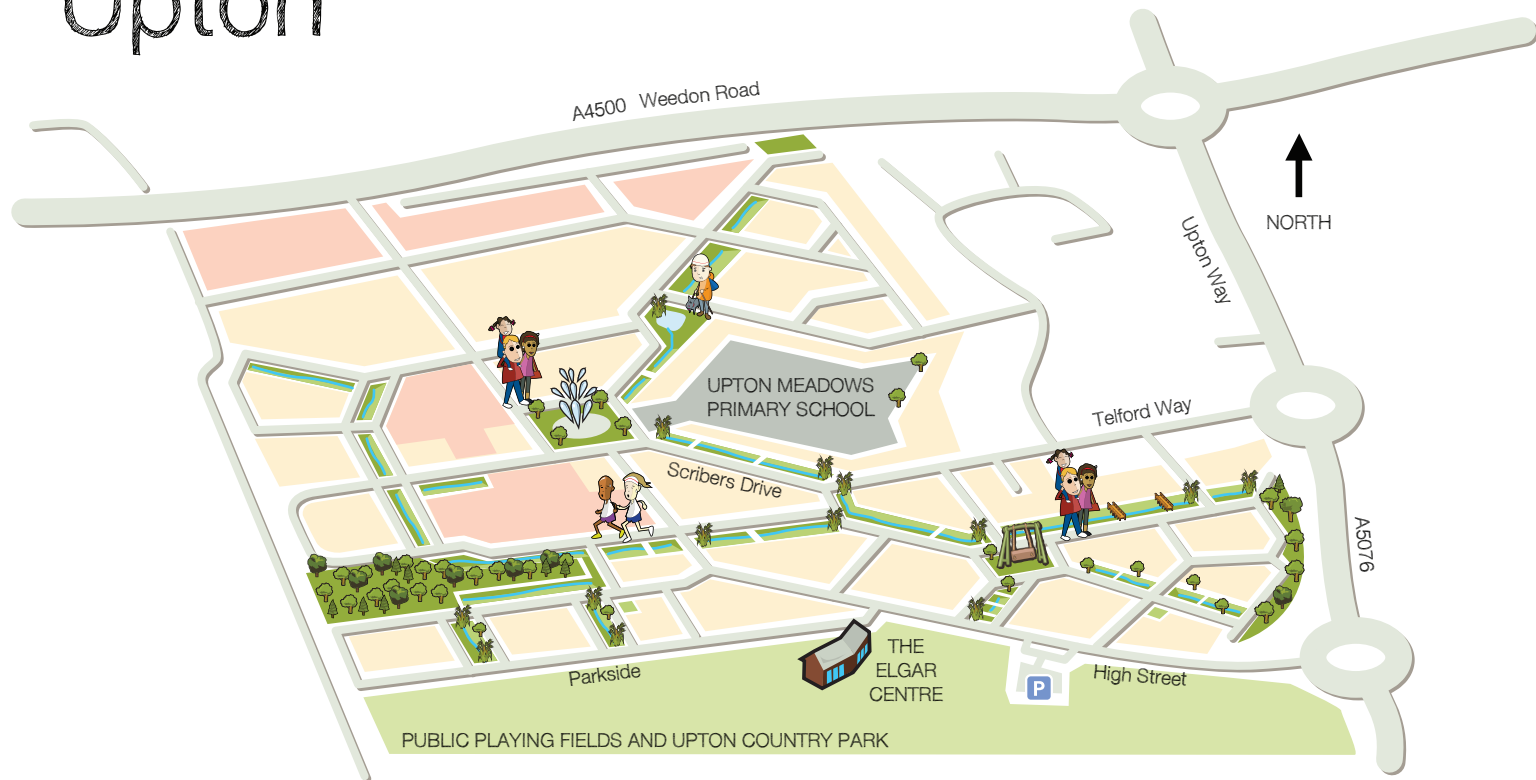 Upton
A4500 Weedon Road
NORTH
Upton Way
UPTON MEADOWS
PRIMARY SCHOOL
Telford Way
Scribers Drive
A5076
THE
ELGAR
CENTRE
Parkside
High Street
P
PUBLIC PLAYING FIELDS AND UPTON COUNTRY PARK